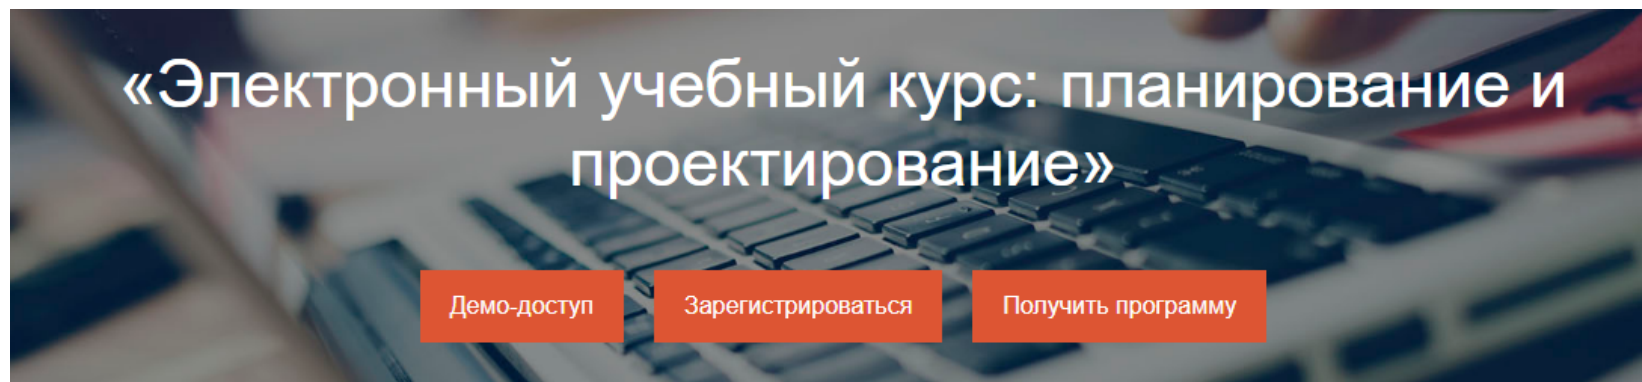 «Электронный учебный курс: планирование и
проектирование»
Демо-доступ Зарегистрироваться Получить программу